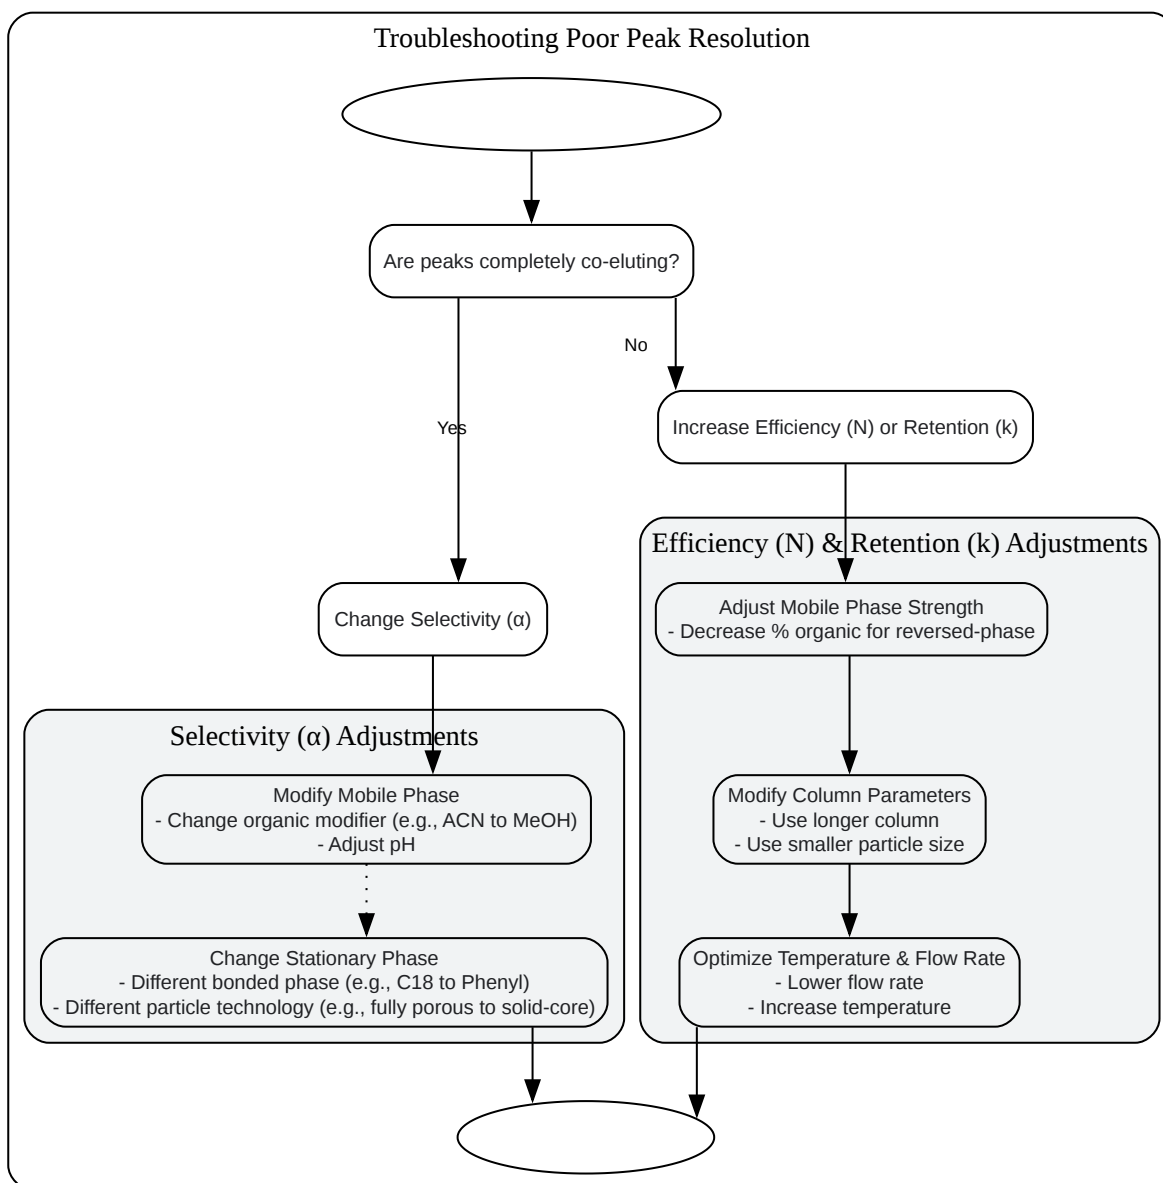 Troubleshooting Poor Peak Resolution
Are peaks completely co-eluting?
No
Yes
Increase Efficiency (N) or Retention (k)
Efficiency (N) & Retention (k) Adjustments
Adjust Mobile Phase Strength
- Decrease % organic for reversed-phase
Change Selectivity (α)
Selectivity (α) Adjustments
Modify Mobile Phase
- Change organic modifier (e.g., ACN to MeOH)
- Adjust pH
Modify Column Parameters
- Use longer column
- Use smaller particle size
Change Stationary Phase
- Different bonded phase (e.g., C18 to Phenyl)
- Different particle technology (e.g., fully porous to solid-core)
Optimize Temperature & Flow Rate
- Lower flow rate
- Increase temperature